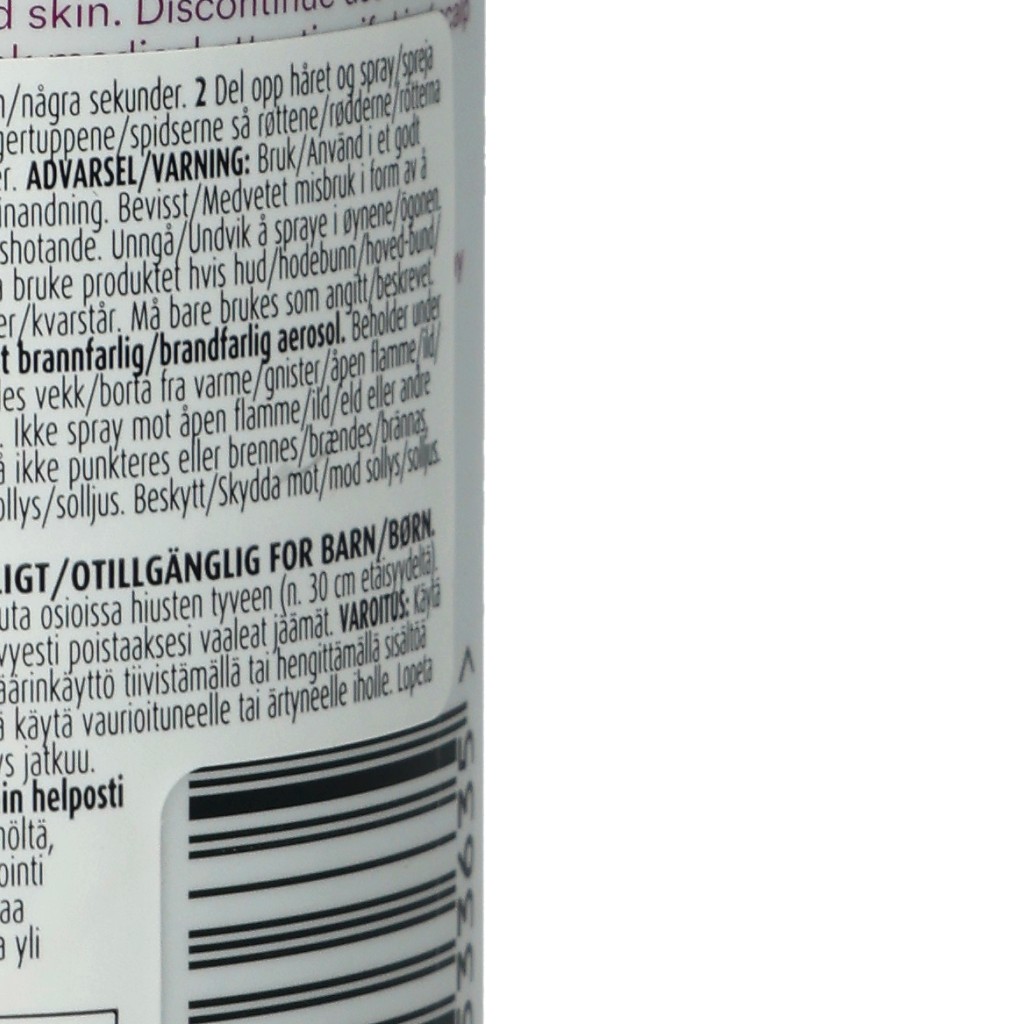 d skin. Discontinue
n/några sekunder. 2 Del opp håret og spray/spreja
gertuppene/spidserne så røttene/rødderne/rötterna
er. ADVARSEL/VARNING: Bruk/Använd i et godt
inandning. Bevisst/Medvetet misbruk i form av å
shotande. Unngå/Undvik å spraye i øynene/ögonen.
bruke produktet hvis hud/hodebunn/hoved-bund/
er/kvarstår. Må bare brukes som angitt/beskrevet.
t brannfarlig/brandfarlig aerosol. Beholder under
les vekk/borta fra varme/gnister/åpen flamme/ild/
. Ikke spray mot åpen flamme/ild/eld eller andre
å ikke punkteres eller brennes/brændes/brännas,
ollys/solljus. Beskytt/Skydda mot/mod sollys/solljus.
LIGT/OTILLGÄNGLIG FOR BARN/BØRN.
uta osioissa hiusten tyveen (n. 30 cm etäisyydeltä).
vyesti poistaaksesi vaaleat jäämät. VAROITUS: Käytä
äärinkäyttö tiivistämällä tai hengittämällä sisältöä
ä käytä vaurioituneelle tai ärtyneelle iholle. Lopeta
ys jatkuu.
in helposti
höltä,
ointi
aa
a yli
533635 >